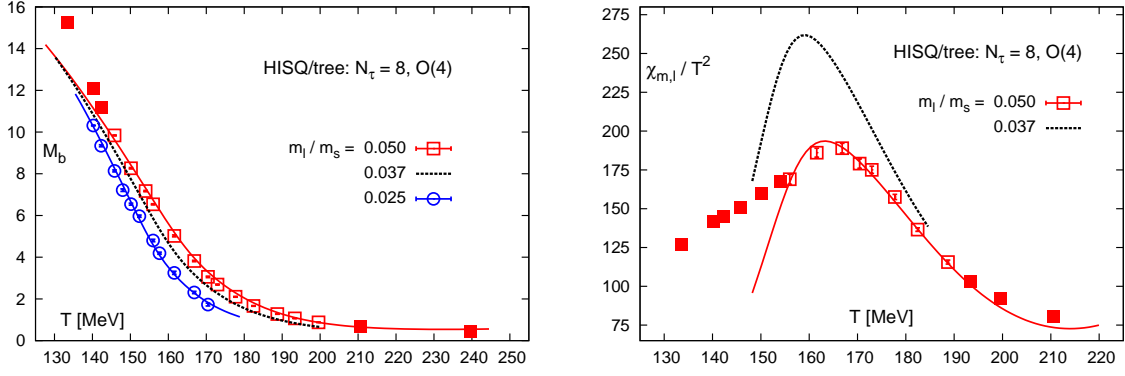 16
14
12
10
8
6
4
2
0
M_b
HISQ/tree: N_τ = 8, O(4)
m_l / m_s = 0.050
0.037
0.025
T [MeV]
130 140 150 160 170 180 190 200 210 220 230 240 250
275
250
225
200
175
150
125
100
75
χ_{m,l} / T^2
HISQ/tree: N_τ = 8, O(4)
m_l / m_s = 0.050
0.037
T [MeV]
130 140 150 160 170 180 190 200 210 220